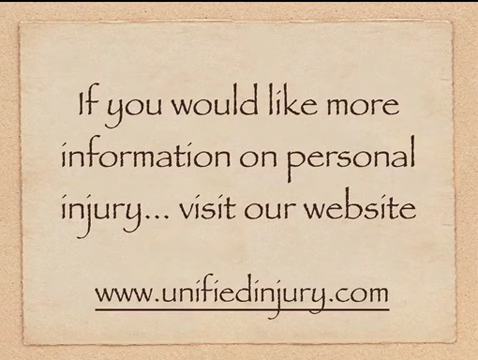 If you would like more
information on personal
injury... visit our website
www.unifiedinjury.com